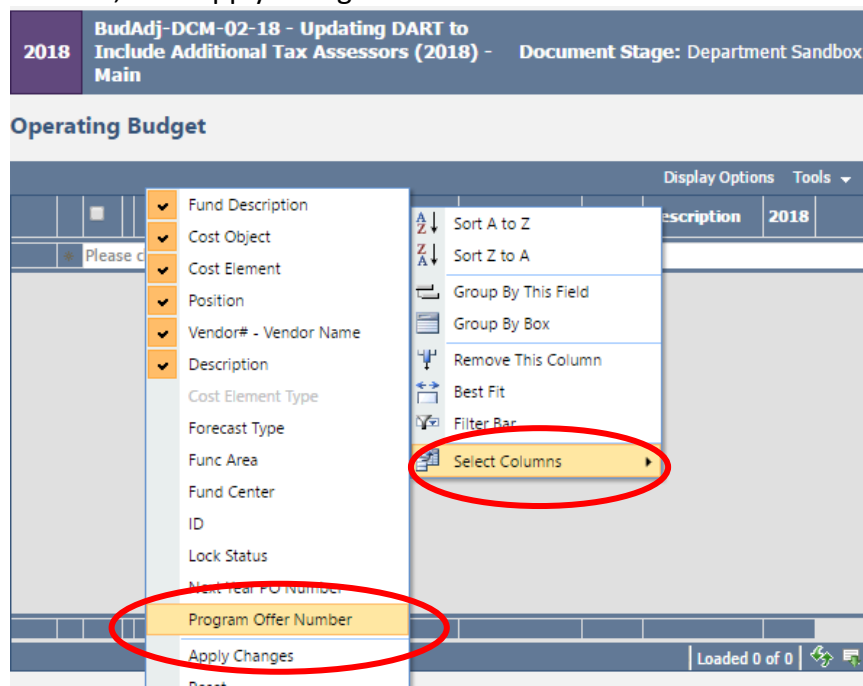 2018
BudAdj-DCM-02-18 - Updating DART to
Include Additional Tax Assessors (2018) -
Main
Document Stage: Department Sandbox
Operating Budget
Display Options Tools
2018
Please
Fund Description
Cost Object
Cost Element
Position
Vendor# - Vendor Name
Description
Cost Element Type
Forecast Type
Func Area
Fund Center
ID
Lock Status
Next Year PO Number
Program Offer Number
Apply Changes
Sort A to Z
Sort Z to A
Group By This Field
Group By Box
Remove This Column
Best Fit
Filter Bar
Select Columns
Loaded 0 of 0